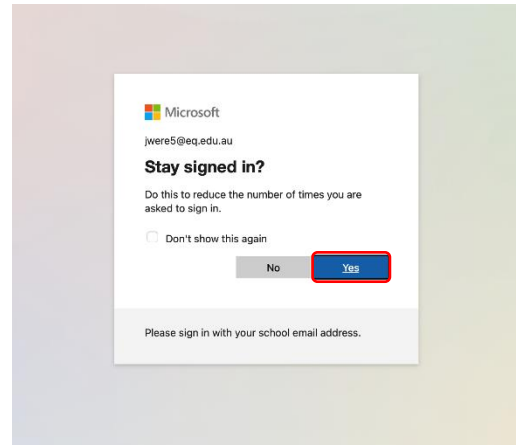 Microsoft
jwere5@eq.edu.au
Stay signed in?
Do this to reduce the number of times you are
asked to sign in.
Don't show this again
No
Yes
Please sign in with your school email address.